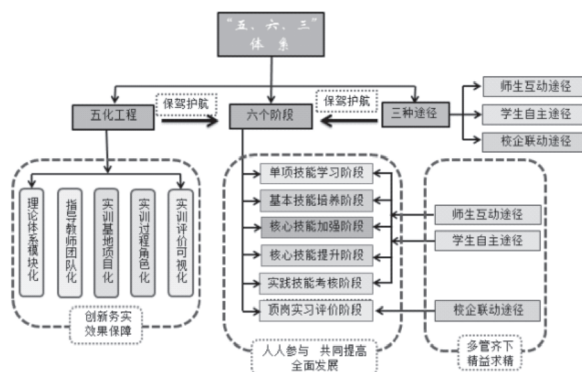 “五、六、三”
体 系
保驾护航
保驾护航
五化工程
六个阶段
三种途径
师生互动途径
学生自主途径
校企联动途径
理论体系模块化
指导教师团队化
实训基地项目化
实训过程角色化
实训评价可视化
创新务实
效果保障
单项技能学习阶段
基本技能培养阶段
核心技能加强阶段
核心技能提升阶段
实践技能考核阶段
顶岗实习评价阶段
人人参与 共同提高
全面发展
师生互动途径
学生自主途径
校企联动途径
多管齐下
精益求精